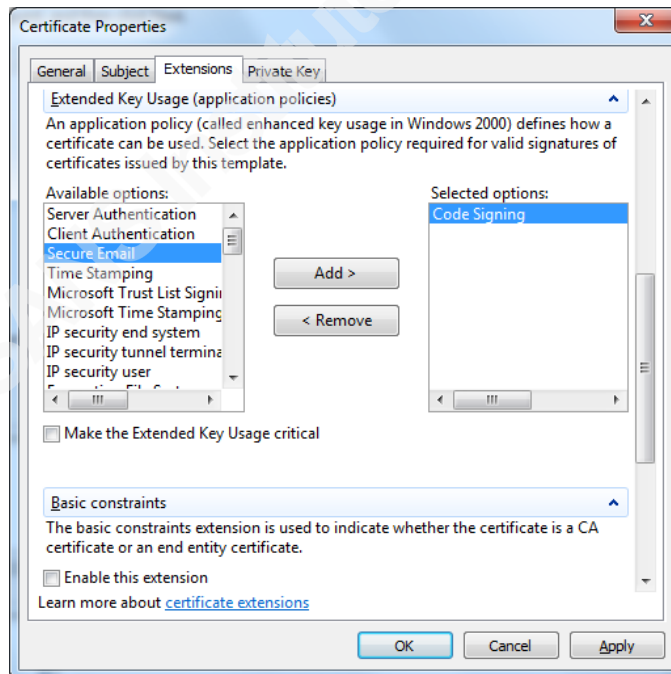 Certificate Properties
General Subject Extensions Private Key
Extended Key Usage (application policies)
An application policy (called enhanced key usage in Windows 2000) defines how a
certificate can be used. Select the application policy required for valid signatures of
certificates issued by this template.
Available options:
Selected options:
Server Authentication
Client Authentication
Secure Email
Time Stamping
Microsoft Trust List Signi
Microsoft Time Stamping
IP security end system
IP security tunnel termina
IP security user
Code Signing
Add >
< Remove
Make the Extended Key Usage critical
Basic constraints
The basic constraints extension is used to indicate whether the certificate is a CA
certificate or an end entity certificate.
Enable this extension
Learn more about certificate extensions
OK Cancel Apply